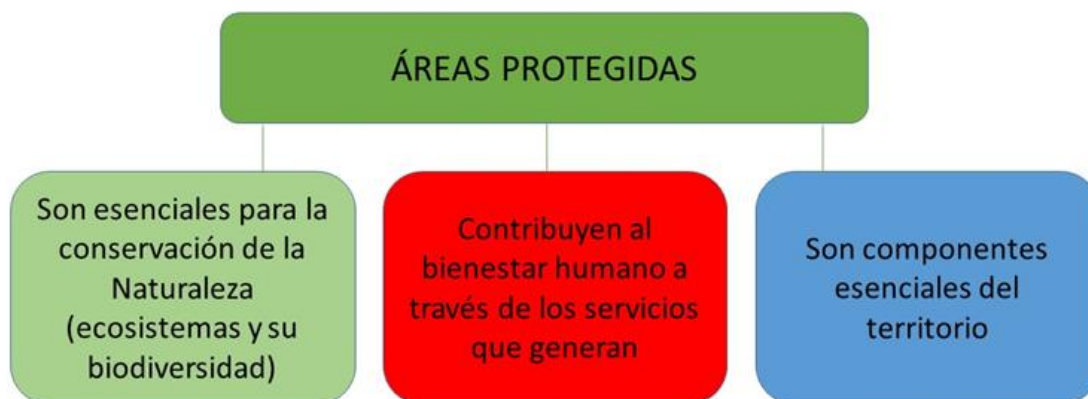 ÁREAS PROTEGIDAS
Son esenciales para la
conservación de la
Naturaleza
(ecosistemas y su
biodiversidad)
Contribuyen al
bienestar humano a
través de los servicios
que generan
Son componentes
esenciales del
territorio